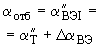 α_отб = α″_ВЭI =
= α″_T + Δα_ВЭ